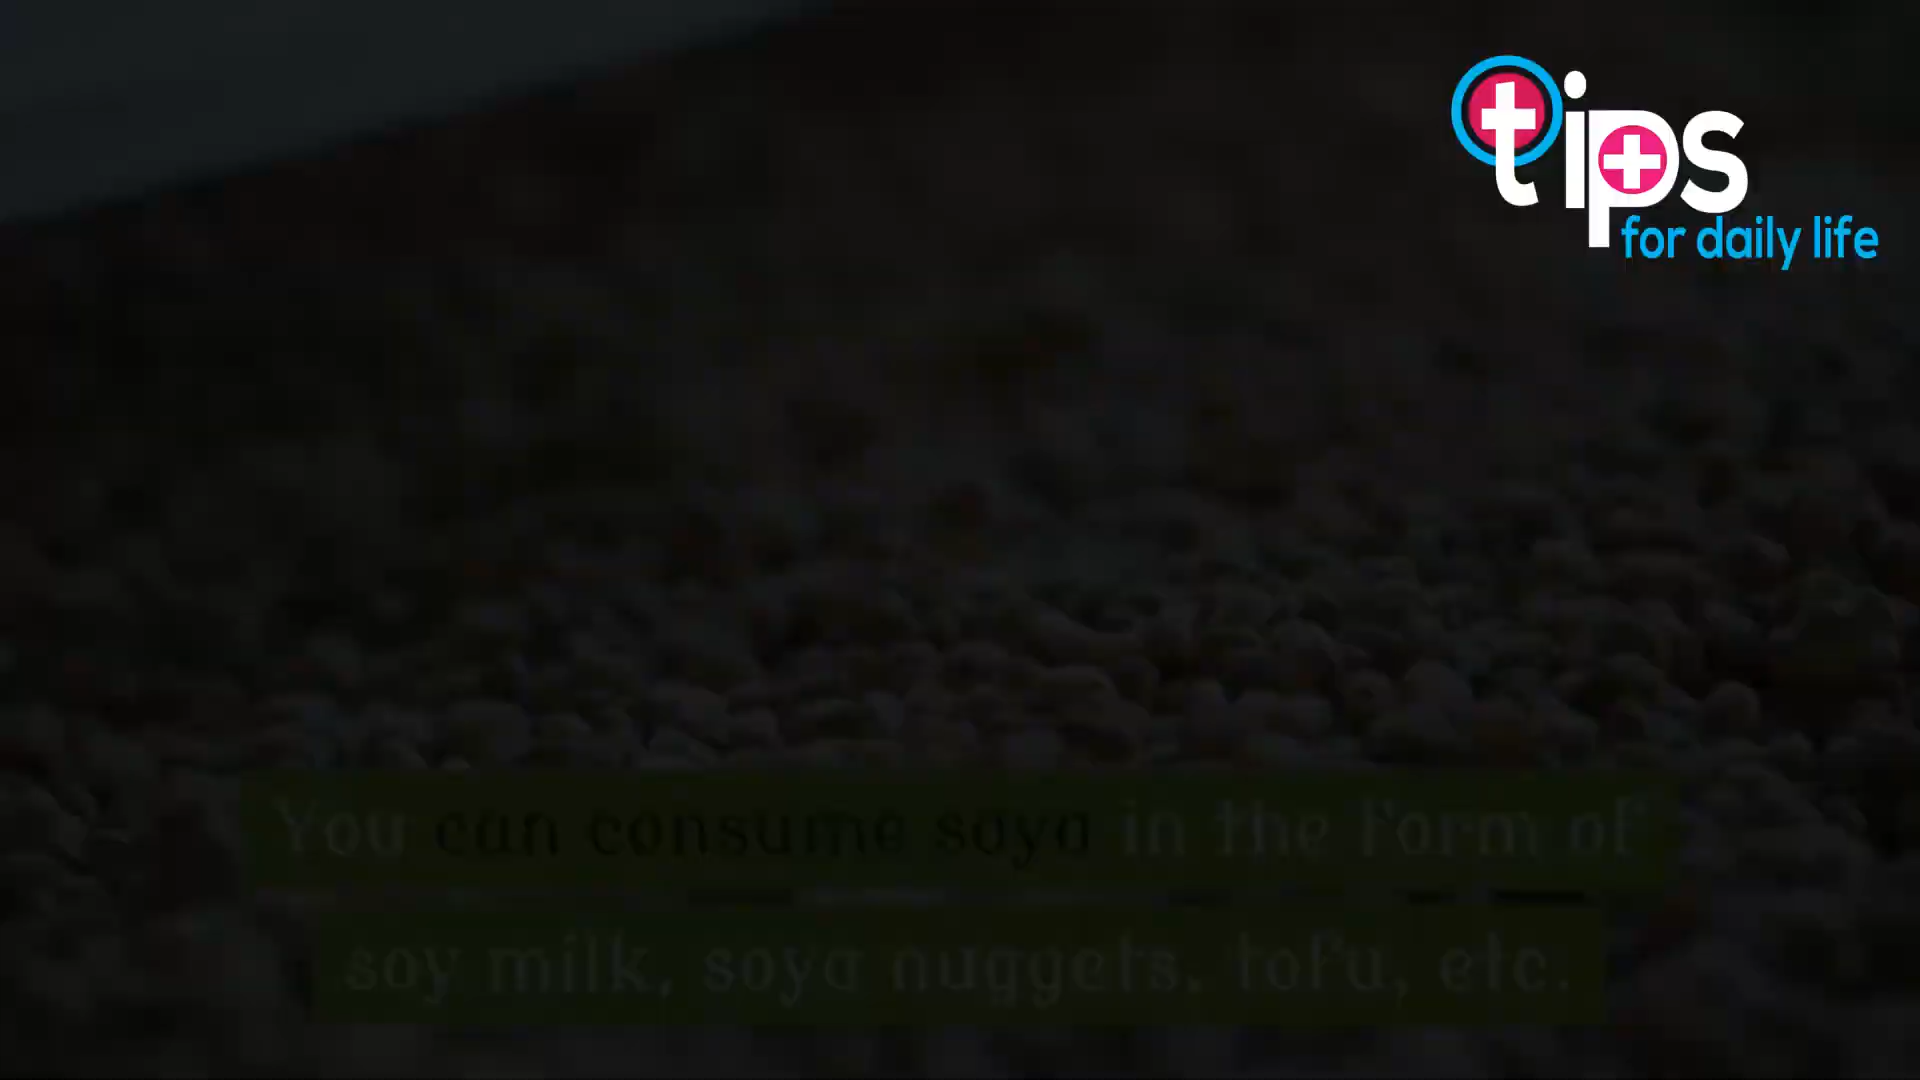 tips
for daily life
You can consume soya in the form of
soy milk, soya nuggets, tofu, etc.